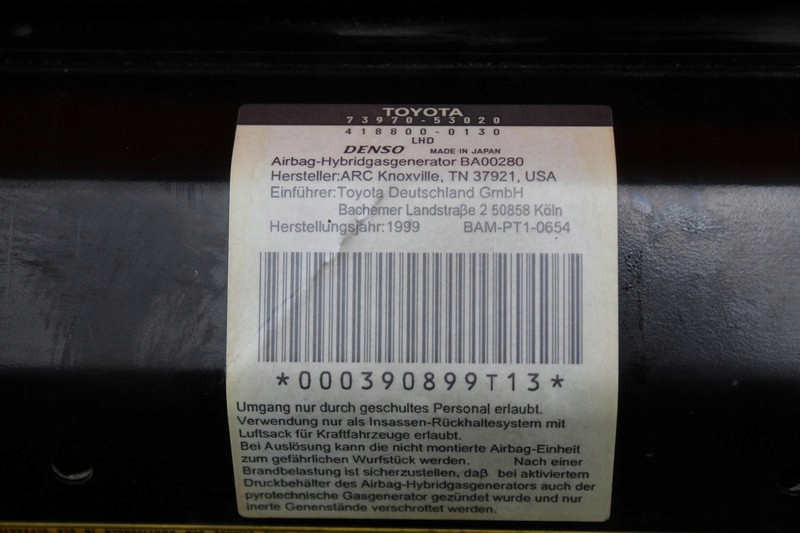 TOYOTA
73970-53020
418800-0130
LHD
DENSO MADE IN JAPAN
Airbag-Hybridgasgenerator BA00280
Hersteller:ARC Knoxville, TN 37921, USA
Einführer:Toyota Deutschland GmbH
Bachemer Landstraße 2 50858 Köln
Herstellungsjahr:1999 BAM-PT1-0654
*000390899T13*
Umgang nur durch geschultes Personal erlaubt.
Verwendung nur als Insassen-Rückhaltesystem mit
Luftsack für Kraftfahrzeuge erlaubt.
Bei Auslösung kann die nicht montierte Airbag-Einheit
zum gefährlichen Wurfstück werden. Nach einer
Brandbelastung ist sicherzustellen, daß bei aktiviertem
Druckbehälter des Airbag-Hybridgasgenerators auch der
pyrotechnische Gasgenerator gezündet wurde und nur
inerte Genenstände verschrottet werden.